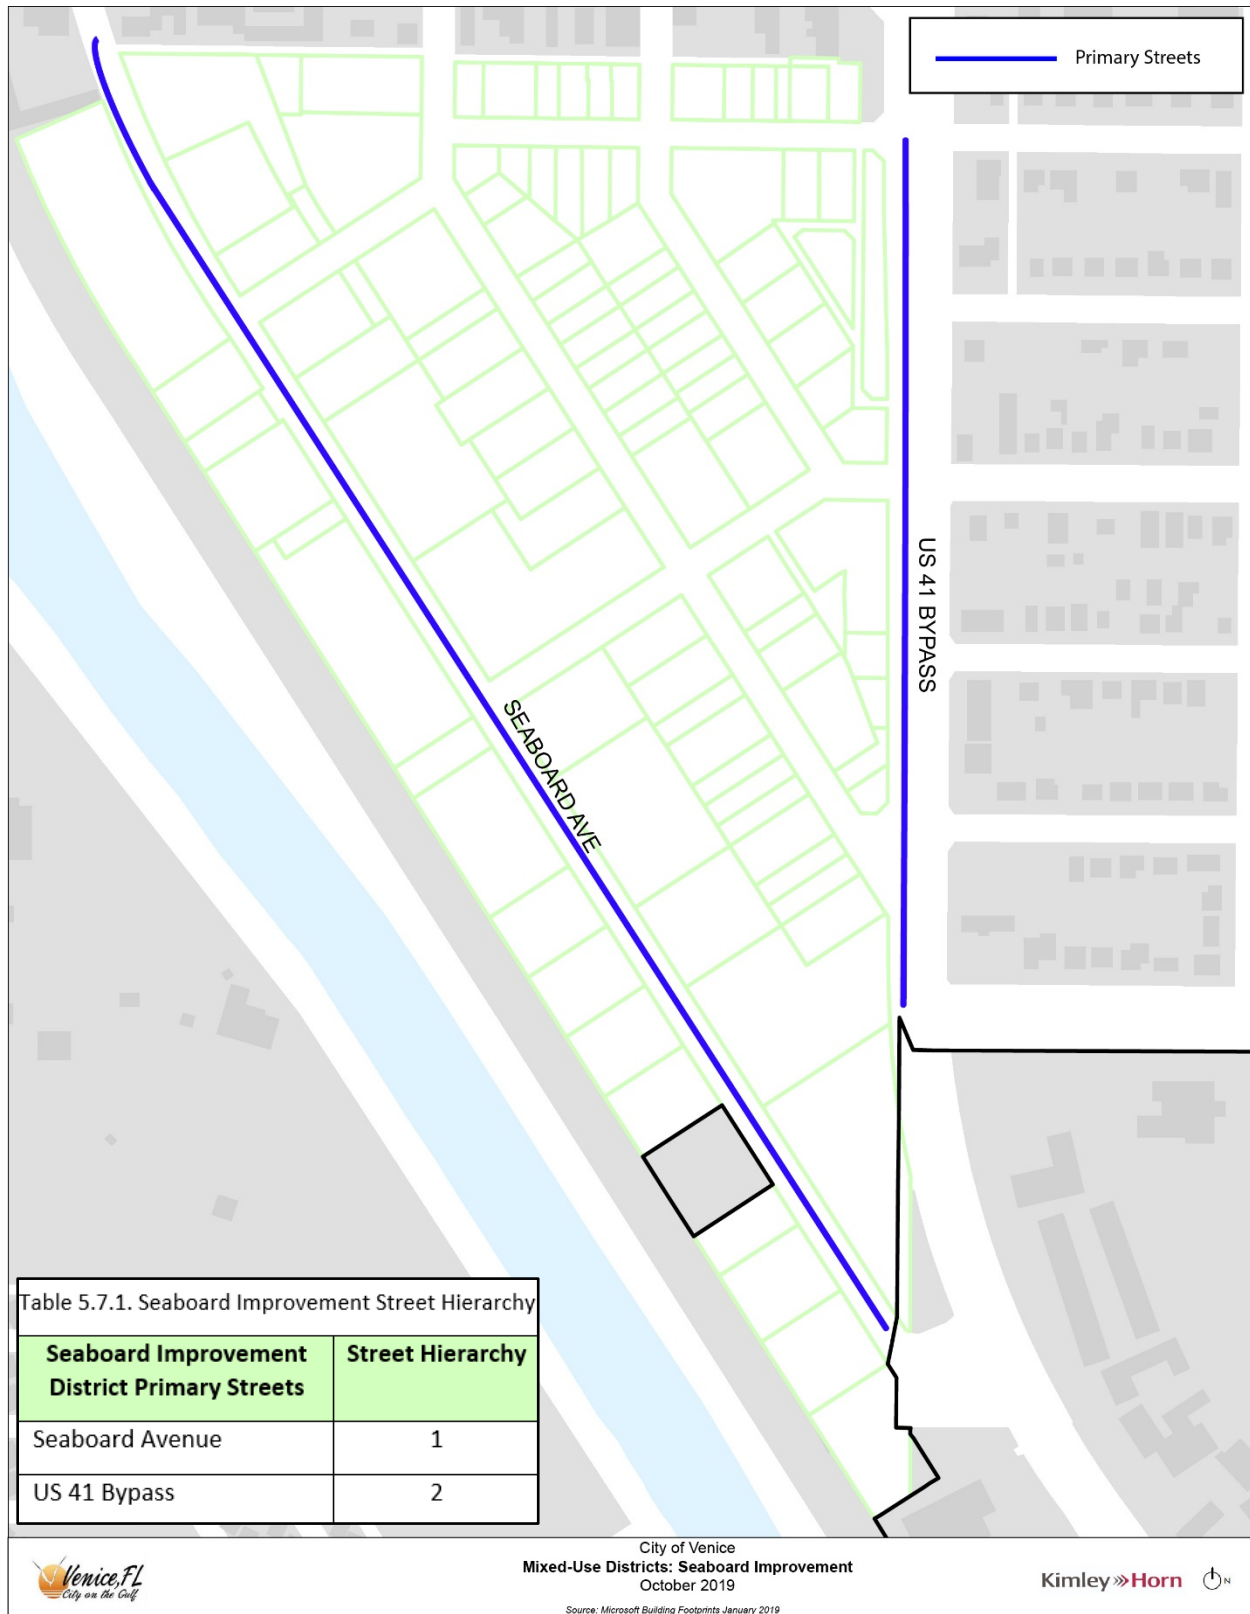 Primary Streets
US 41 BYPASS
SEABOARD AVE
Table 5.7.1. Seaboard Improvement Street Hierarchy
Seaboard Improvement
District Primary Streets
Street Hierarchy
Seaboard Avenue 1
US 41 Bypass 2
Venice, FL
City on the Gulf
City of Venice
Mixed-Use Districts: Seaboard Improvement
October 2019
Source: Microsoft Building Footprints January 2019
Kimley»Horn
N